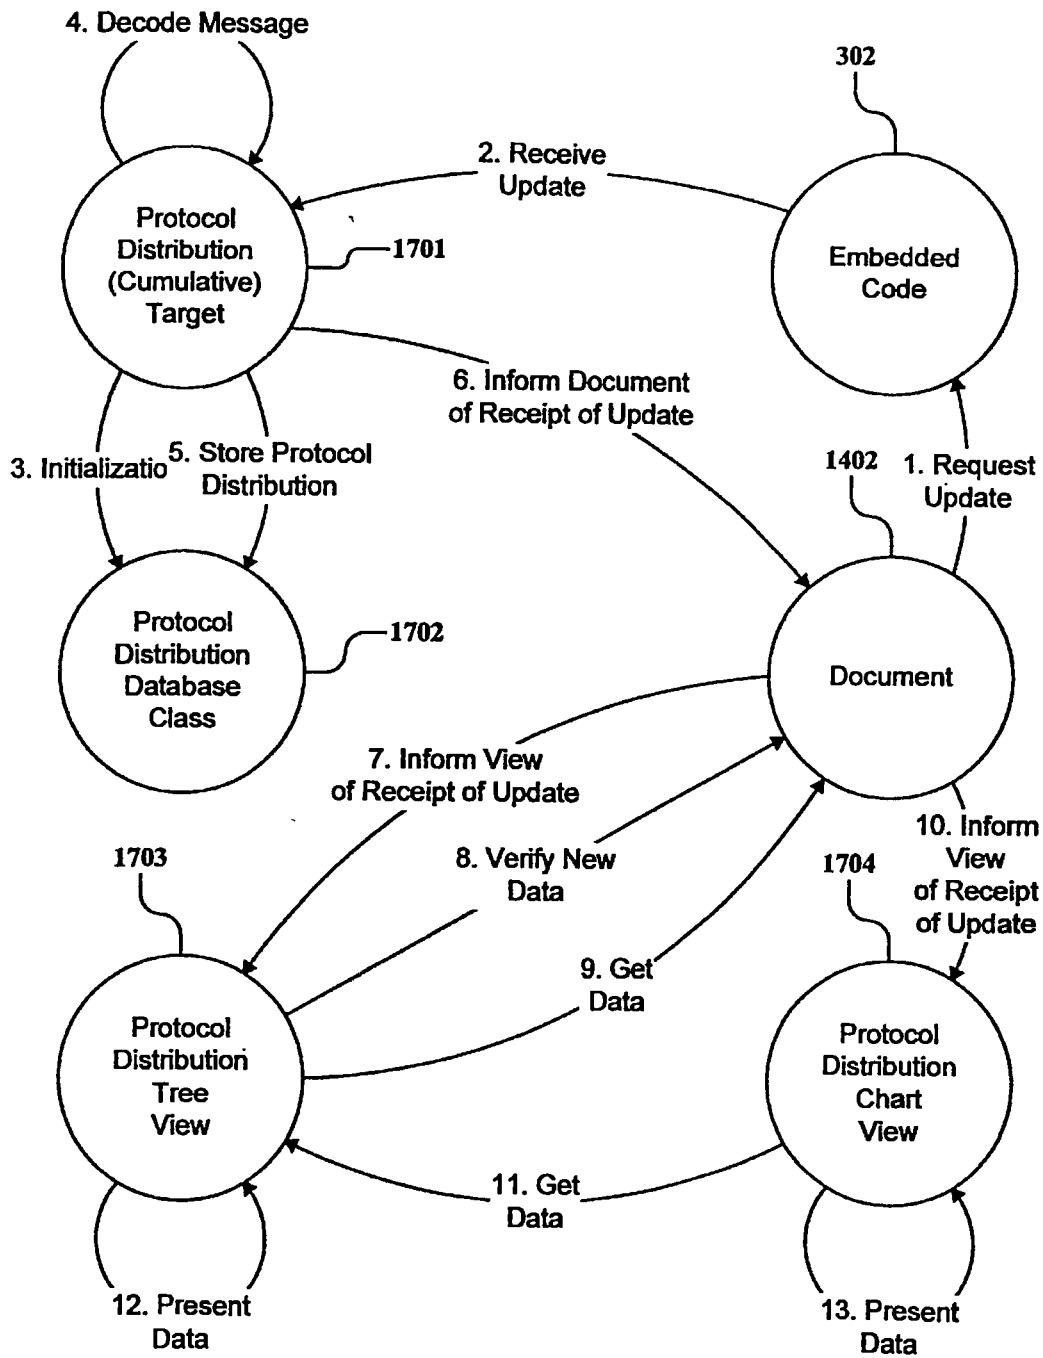 4. Decode Message
302
2. Receive
Update
Protocol
Distribution
(Cumulative)
Target
1701
Embedded
Code
6. Inform Document
of Receipt of Update
3. Initializatio
5. Store Protocol
Distribution
1402
1. Request
Update
Protocol
Distribution
Database
Class
1702
Document
7. Inform View
of Receipt of Update
8. Verify New
Data
10. Inform
View
of Receipt
of Update
1703
1704
9. Get
Data
Protocol
Distribution
Tree
View
Protocol
Distribution
Chart
View
11. Get
Data
12. Present
Data
13. Present
Data